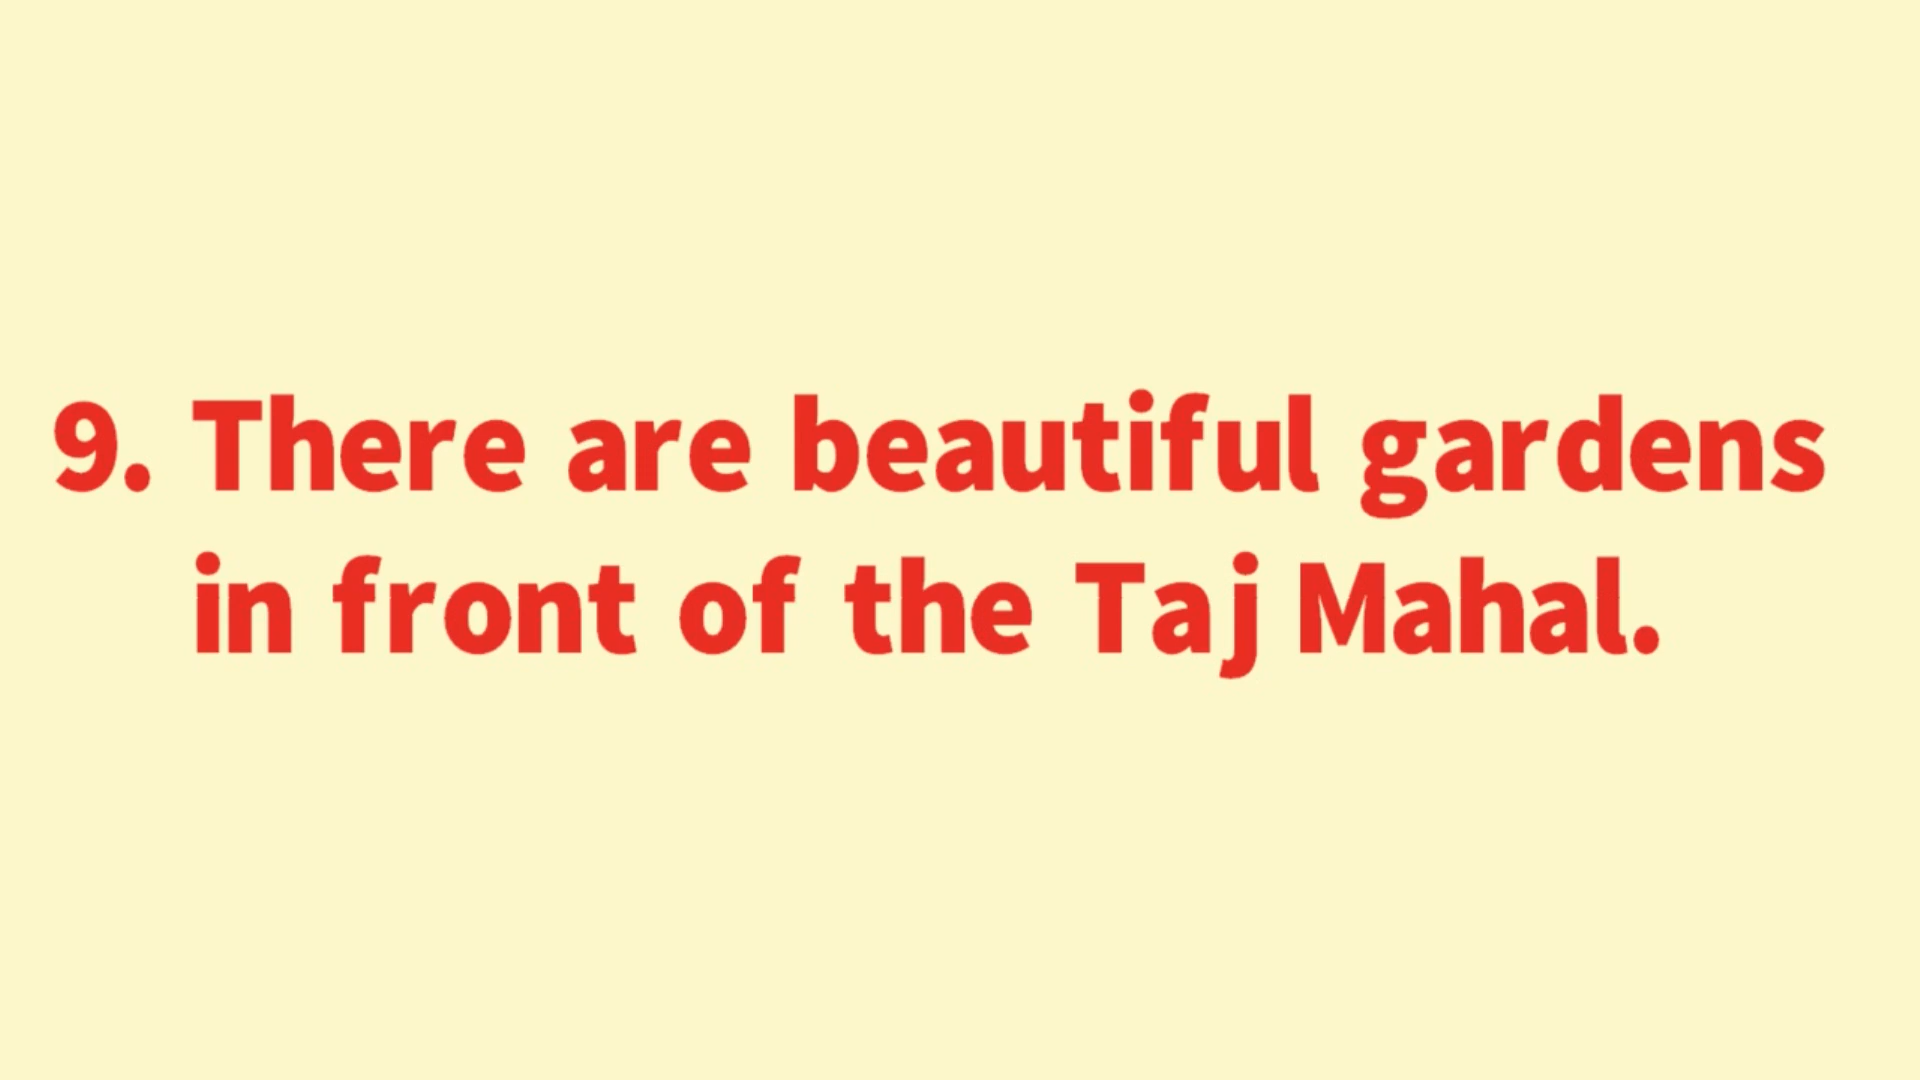 9. There are beautiful gardens
in front of the Taj Mahal.